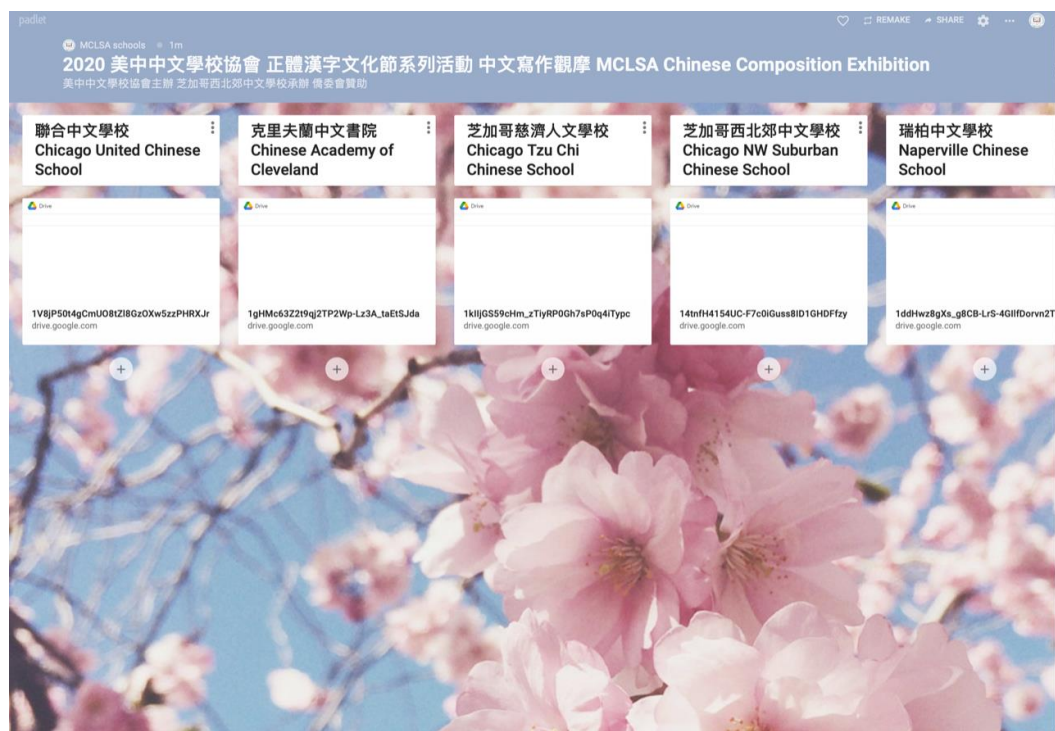 padlet
REMAKE
SHARE
MCLSA schools • 1m
2020 美中中文學校協會 正體漢字文化節系列活動 中文寫作觀摩 MCLSA Chinese Composition Exhibition
美中中文學校協會主辦 芝加哥西北郊中文學校承辦 僑委會贊助
聯合中文學校
Chicago United Chinese
School
Drive
1V8jP50t4gCmUO8tZl8GzOXw5zzPHRXJr
drive.google.com
克里夫蘭中文書院
Chinese Academy of
Cleveland
Drive
1gHMc63Z2t9qj2TP2Wp-Lz3A_taEtSJda
drive.google.com
芝加哥慈濟人文學校
Chicago Tzu Chi
Chinese School
Drive
1kIIjGS59cHm_zTiyRP0Gh7sP0q4iTypc
drive.google.com
芝加哥西北郊中文學校
Chicago NW Suburban
Chinese School
Drive
14tnfH4154UC-F7c0iGuss8lD1GHDFfzy
drive.google.com
瑞柏中文學校
Naperville Chinese
School
Drive
1ddHwz8gXs_g8CB-LrS-4GIlfDorvn2T
drive.google.com